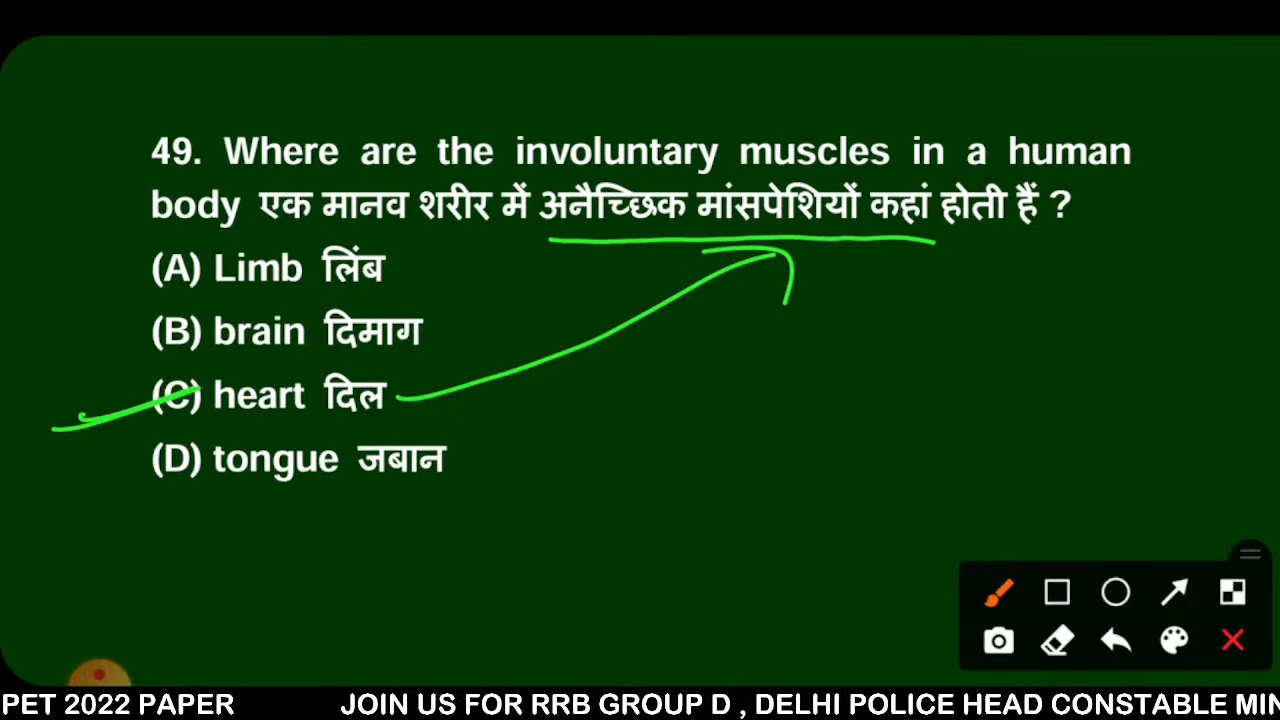 49. Where are the involuntary muscles in a human
body एक मानव शरीर में अनैच्छिक मांसपेशियों कहां होती हैं ?
(A) Limb लिंब
(B) brain दिमाग
(C) heart दिल
(D) tongue जबान
PET 2022 PAPER JOIN US FOR RRB GROUP D , DELHI POLICE HEAD CONSTABLE MIN